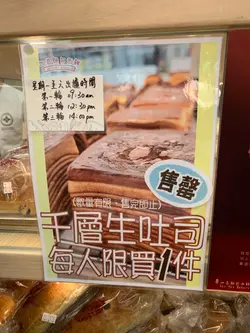 星期一至六出爐時間
第一輪 09:30am
第二輪 12:30pm
第三輪 14:00pm
售罄
(數量有限、售完即止)
千層生吐司
每人限買1件